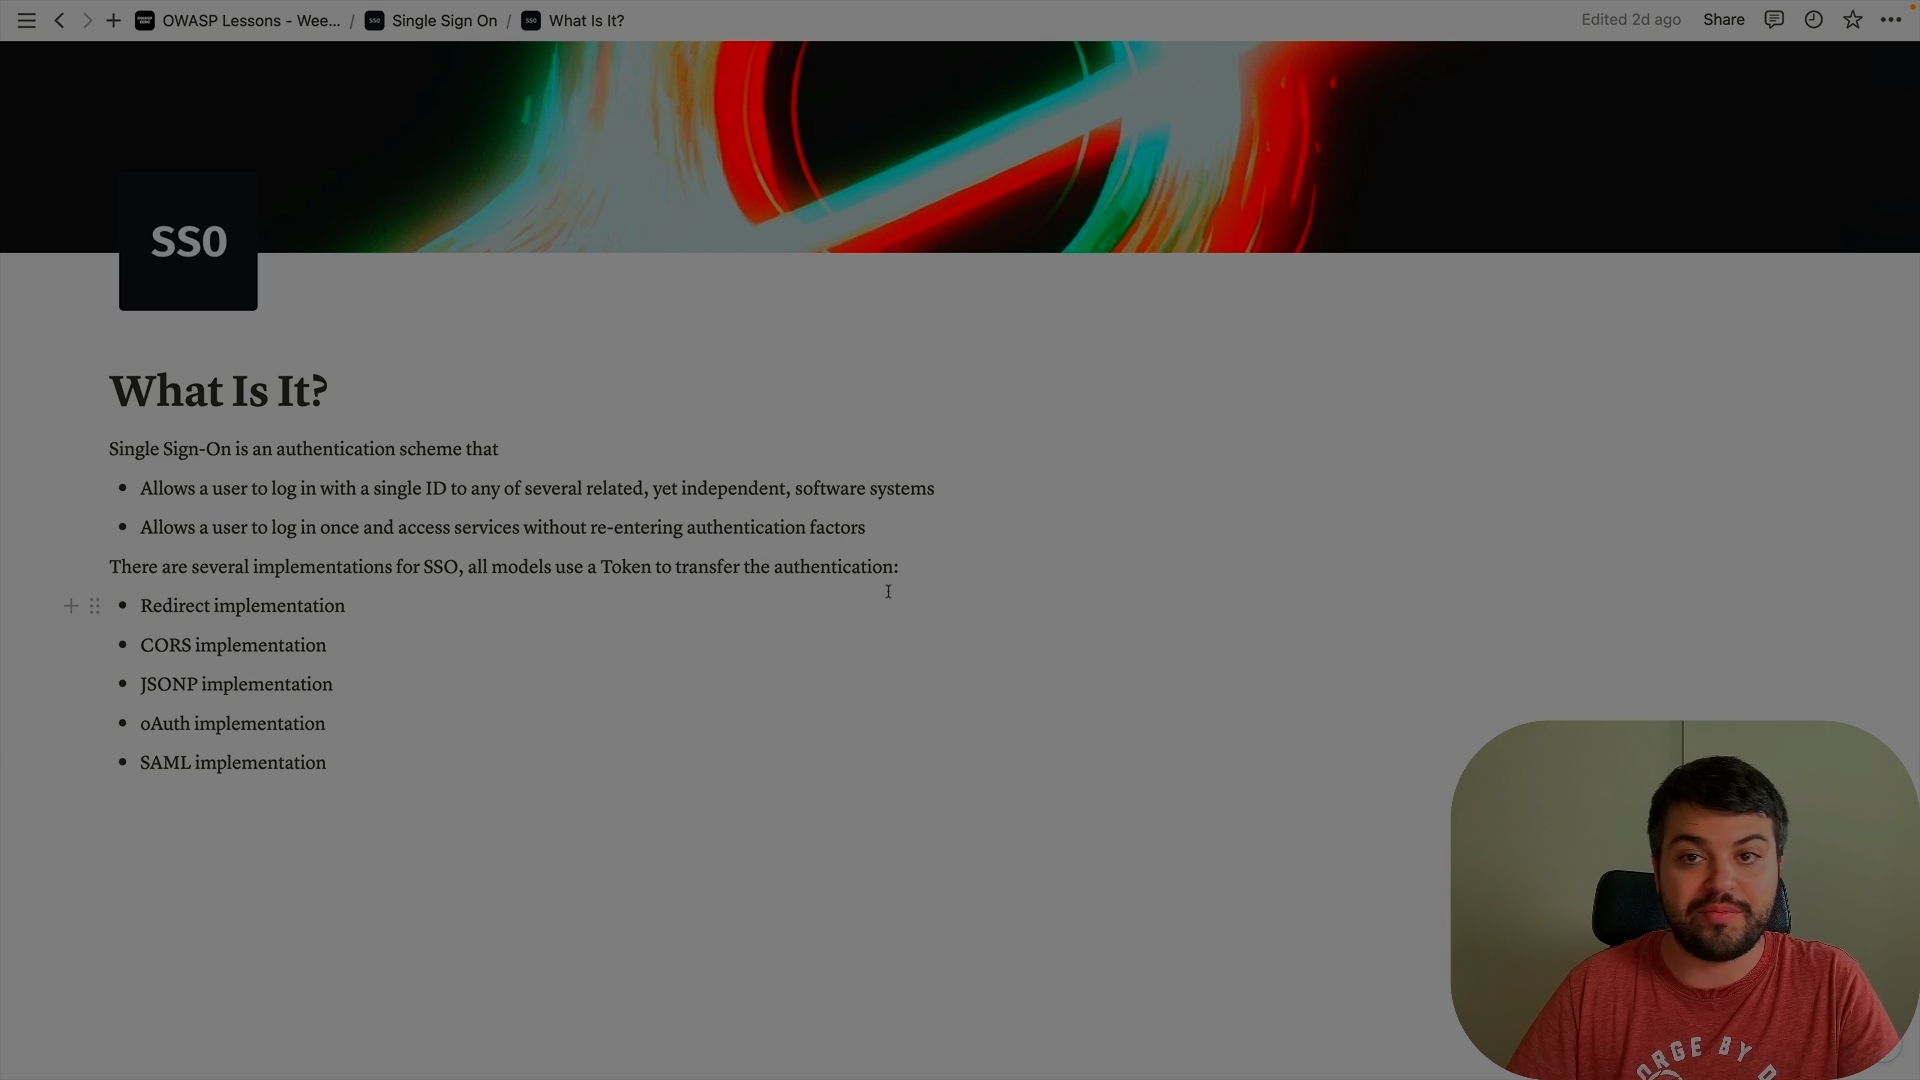 OWASP Lessons - Wee... / SSO Single Sign On / SSO What Is It?
Edited 2d ago Share
SSO
What Is It?
Single Sign-On is an authentication scheme that
Allows a user to log in with a single ID to any of several related, yet independent, software systems
Allows a user to log in once and access services without re-entering authentication factors
There are several implementations for SSO, all models use a Token to transfer the authentication:
Redirect implementation
CORS implementation
JSONP implementation
oAuth implementation
SAML implementation
ORGE BY